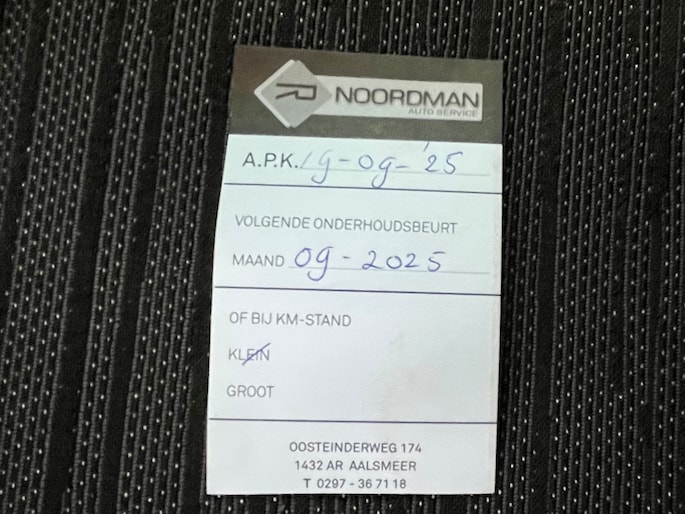 NOORDMAN
AUTO SERVICE
A.P.K. 19-09-'25
VOLGENDE ONDERHOUDSBEURT
MAAND 09-2025
OF BIJ KM-STAND
KLEIN
GROOT
OOSTEINDERWEG 174
1432 AR AALSMEER
T 0297 - 36 71 18